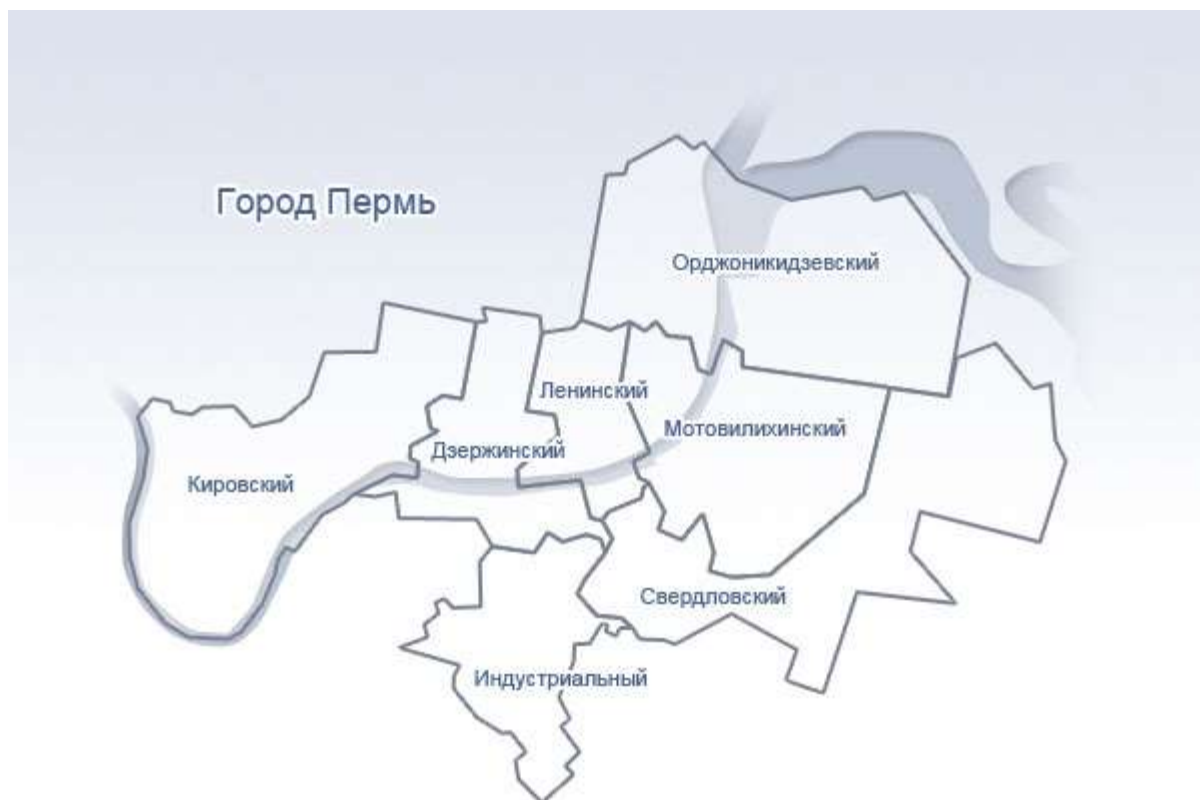 Город Пермь
Орджоникидзевский
Ленинский
Мотовилихинский
Дзержинский
Кировский
Свердловский
Индустриальный